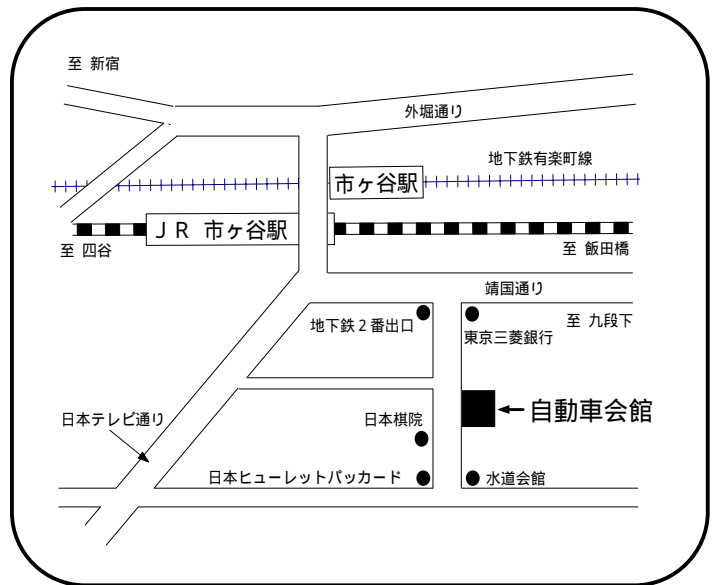 至 新宿
外堀通り
地下鉄有楽町線
市ヶ谷駅
ＪＲ 市ヶ谷駅
至 四谷
至 飯田橋
靖国通り
地下鉄２番出口
至 九段下
東京三菱銀行
自動車会館
日本テレビ通り
日本棋院
日本ヒューレットパッカード
水道会館